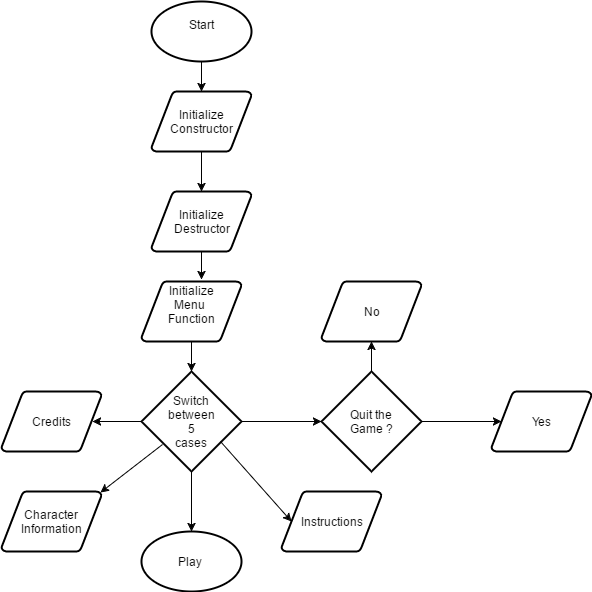 Start
Initialize
Constructor
Initialize
Destructor
Initialize
Menu
Function
No
Credits
Switch
between
5
cases
Quit the
Game ?
Yes
Character
Information
Play
Instructions